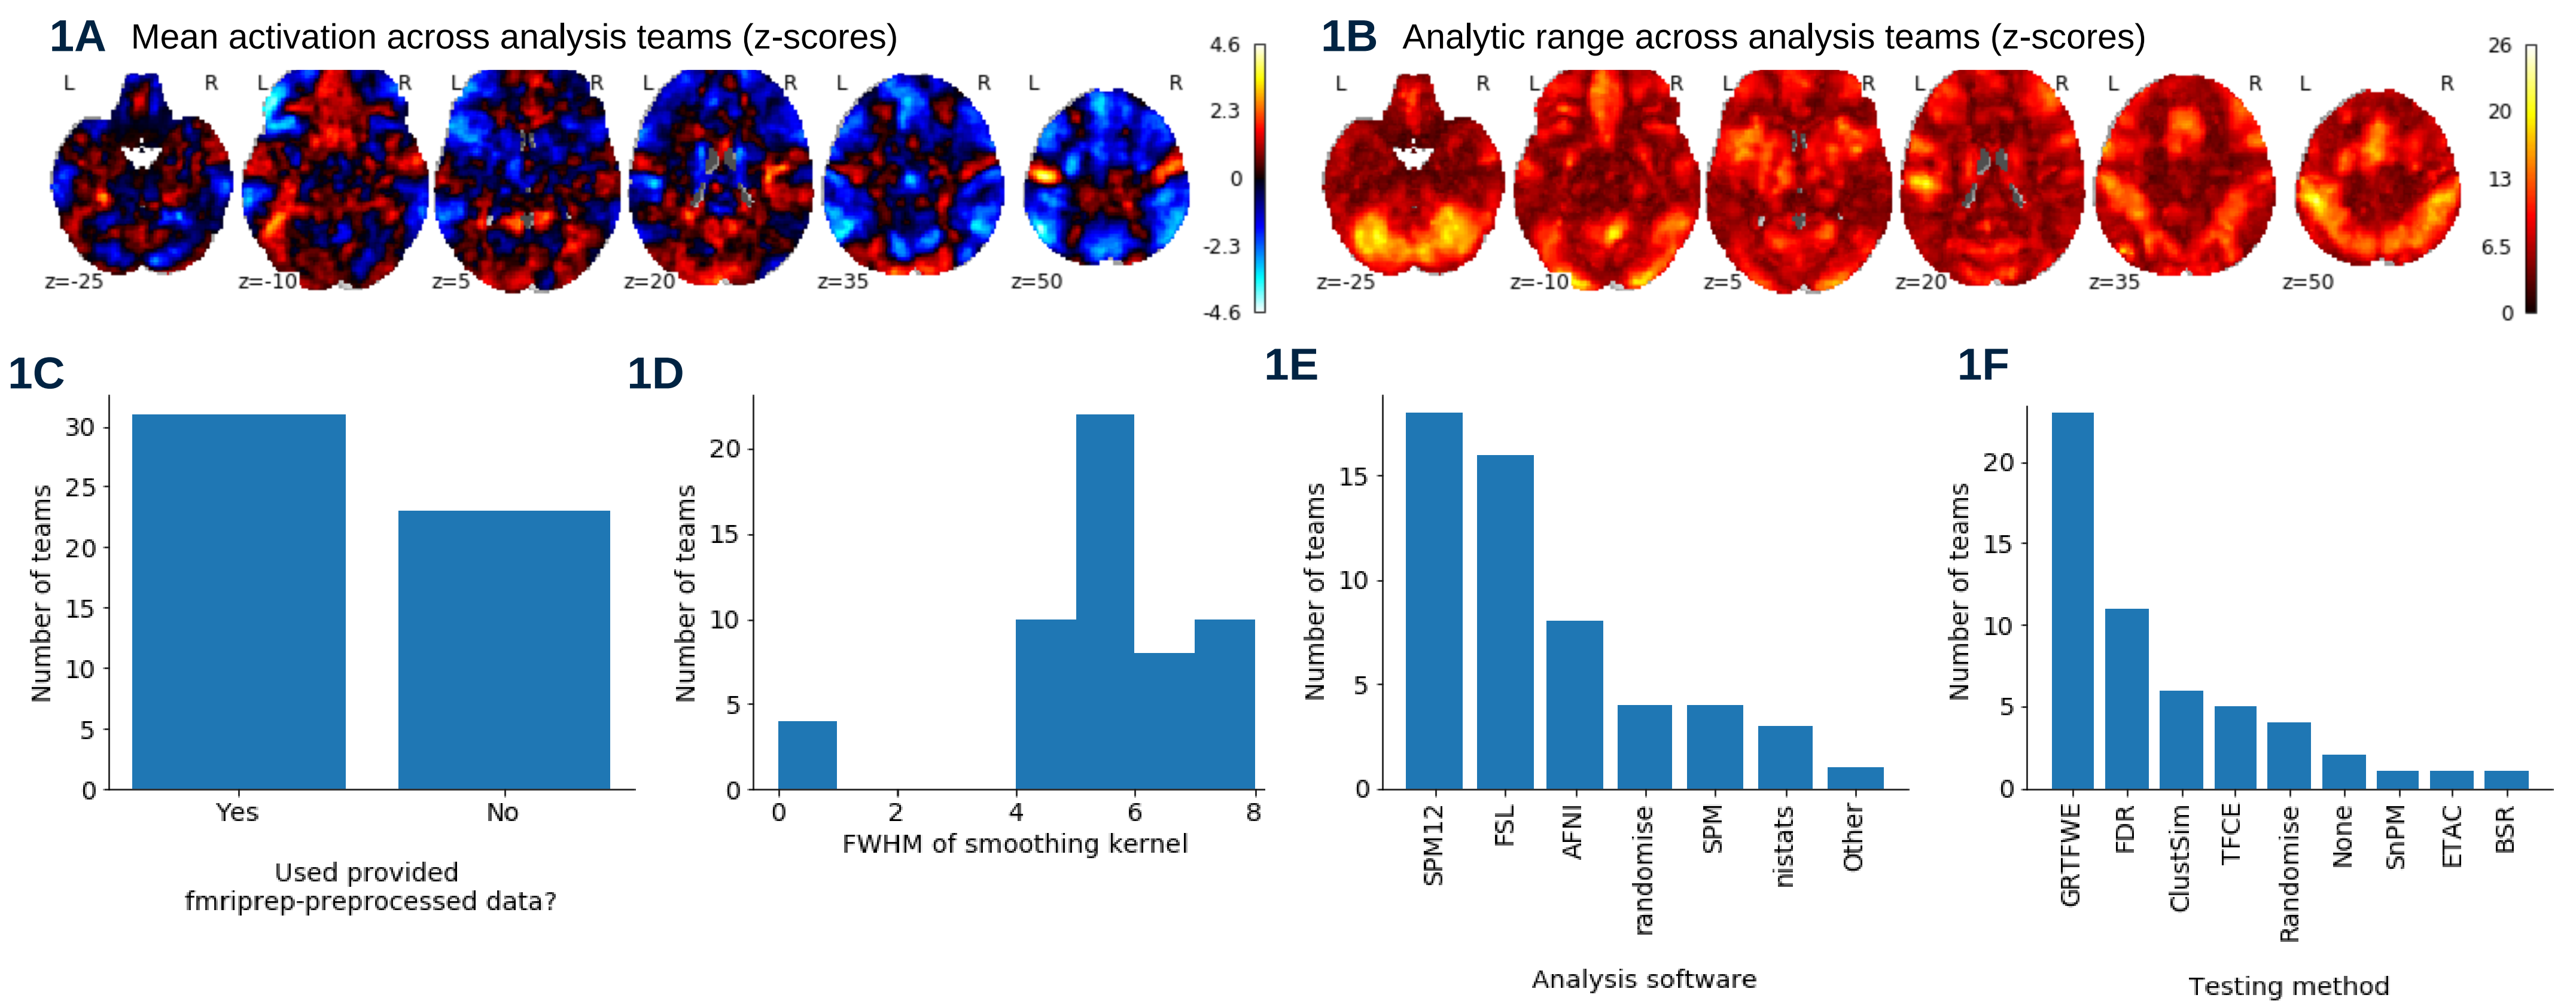 1A Mean activation across analysis teams (z-scores)
L R L R L R L R L R L R
z=-25 z=-10 z=5 z=20 z=35 z=50
4.6
2.3
0
-2.3
-4.6
1B Analytic range across analysis teams (z-scores)
L R L R L R L R L R L R
z=-25 z=-10 z=5 z=20 z=35 z=50
26
20
13
6.5
0
1C
Number of teams
30
25
20
15
10
5
0
Yes No
Used provided
fmriprep-preprocessed data?
1D
Number of teams
20
15
10
5
0
0 2 4 6 8
FWHM of smoothing kernel
1E
Number of teams
15
10
5
0
SPM12
FSL
AFNI
randomise
SPM
nistats
Other
Analysis software
1F
Number of teams
20
15
10
5
0
GRTFWE
FDR
ClustSim
TFCE
Randomise
None
SnPM
ETAC
BSR
Testing method